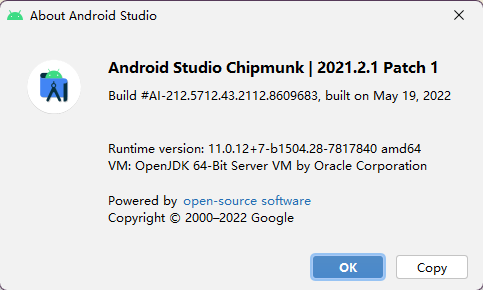 About Android Studio
Android Studio Chipmunk | 2021.2.1 Patch 1
Build #AI-212.5712.43.2112.8609683, built on May 19, 2022
Runtime version: 11.0.12+7-b1504.28-7817840 amd64
VM: OpenJDK 64-Bit Server VM by Oracle Corporation
Powered by open-source software
Copyright © 2000–2022 Google
OK
Copy